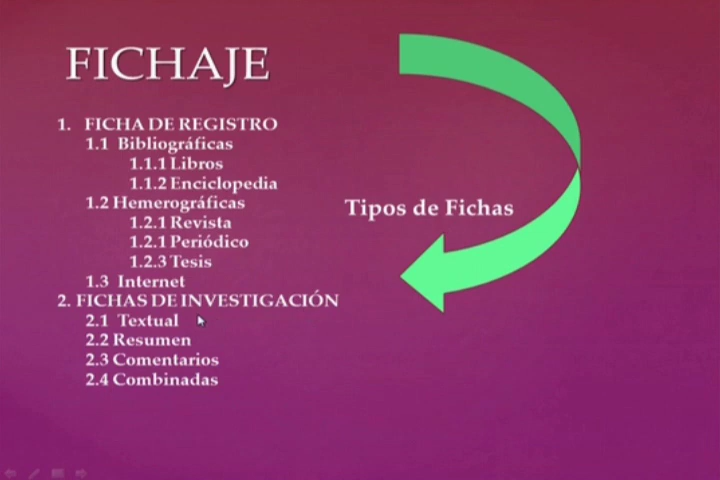 FICHAJE
1. FICHA DE REGISTRO
1.1 Bibliográficas
1.1.1 Libros
1.1.2 Enciclopedia
1.2 Hemerográficas
1.2.1 Revista
1.2.1 Periódico
1.2.3 Tesis
1.3 Internet
2. FICHAS DE INVESTIGACIÓN
2.1 Textual
2.2 Resumen
2.3 Comentarios
2.4 Combinadas
Tipos de Fichas